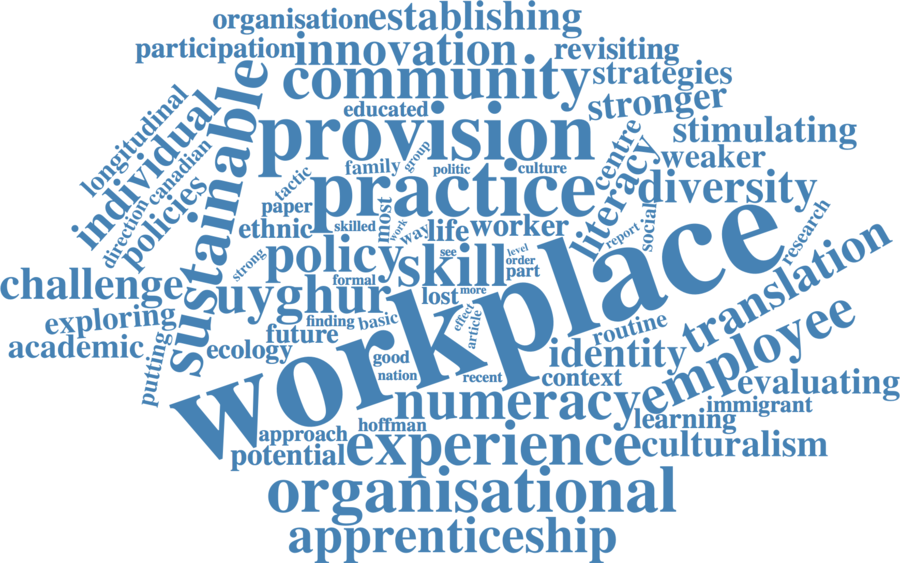 organisation
establishing
participation
innovation
revisiting
community
strategies
educated
stronger
longitudinal
individual
sustainable
provision
centre
stimulating
canadian
family
group
politic
culture
literacy
weaker
direction
policies
tactic
practice
diversity
paper
most
work
way
life
worker
social
report
research
ethnic
skilled
policy
skill
see
level
order
part
workplace
strong
formal
challenge
uyghur
lost
more
translation
exploring
finding
basic
effect
article
routine
academic
putting
ecology
future
good
nation
recent
identity
context
employee
evaluating
numeracy
learning
immigrant
approach
hoffman
potential
experience
culturalism
organisational
apprenticeship